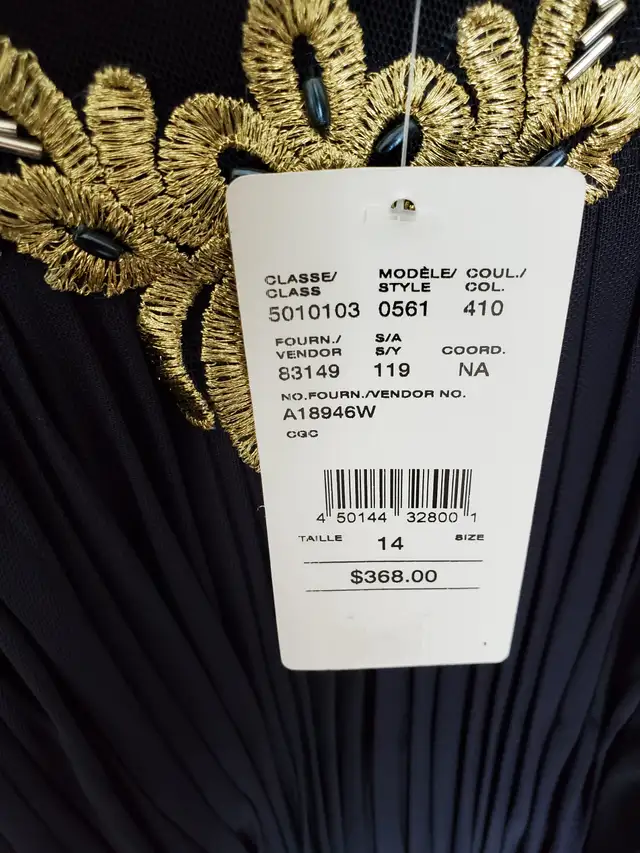 CLASSE/ MODÈLE/ COUL./
CLASS STYLE COL.
5010103 0561 410
FOURN./ S/A
VENDOR S/Y COORD.
83149 119 NA
NO.FOURN./VENDOR NO.
A18946W
CQC
4 50144 32800 1
TAILLE 14 SIZE
$368.00